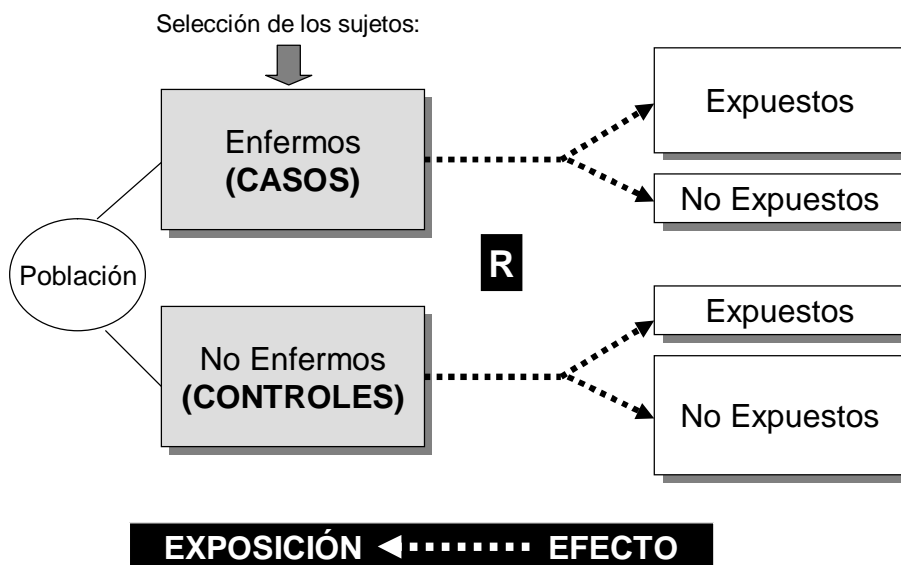 Selección de los sujetos:
Enfermos
(CASOS)
Expuestos
No Expuestos
Población
R
No Enfermos
(CONTROLES)
Expuestos
No Expuestos
EXPOSICIÓN EFECTO